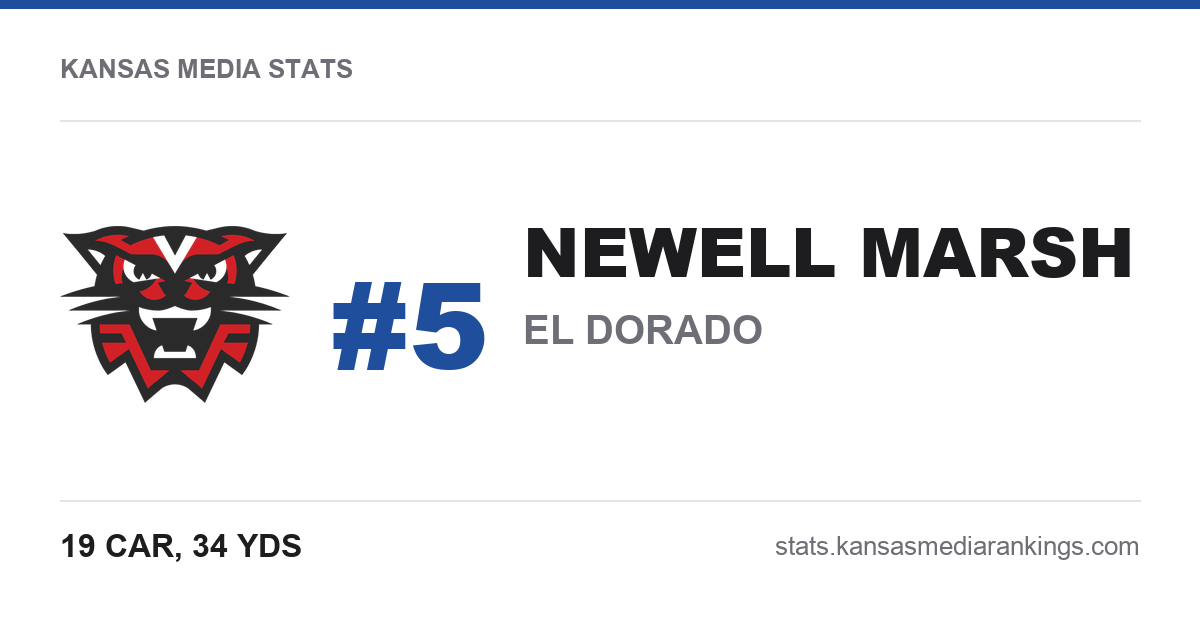 KANSAS MEDIA STATS
#5
NEWELL MARSH
EL DORADO
19 CAR, 34 YDS
stats.kansasmediarankings.com